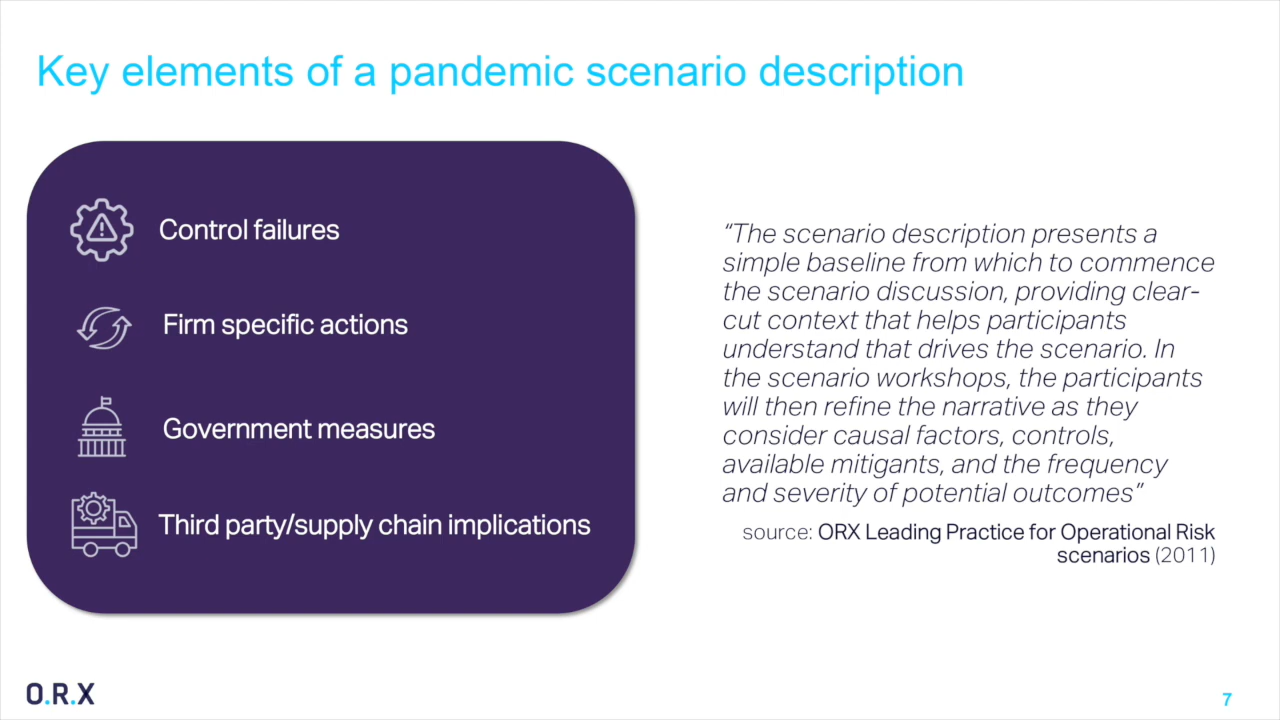 Key elements of a pandemic scenario description
Control failures
Firm specific actions
Government measures
Third party/supply chain implications
“The scenario description presents a
simple baseline from which to commence
the scenario discussion, providing clear-
cut context that helps participants
understand that drives the scenario. In
the scenario workshops, the participants
will then refine the narrative as they
consider causal factors, controls,
available mitigants, and the frequency
and severity of potential outcomes”
source: ORX Leading Practice for Operational Risk
scenarios (2011)
O.R.X
7